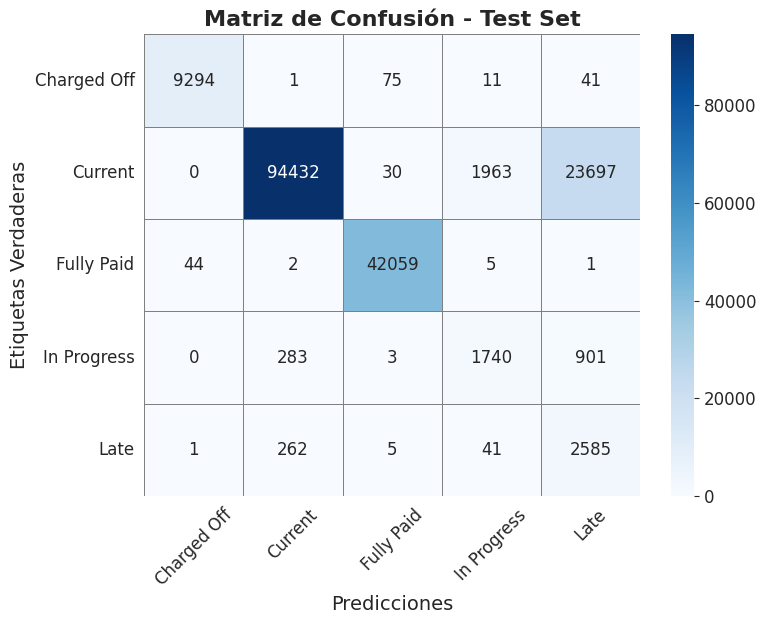 Matriz de Confusión - Test Set
Etiquetas Verdaderas
Charged Off 9294 1 75 11 41
Current 0 94432 30 1963 23697
Fully Paid 44 2 42059 5 1
In Progress 0 283 3 1740 901
Late 1 262 5 41 2585
Charged Off Current Fully Paid In Progress Late
Predicciones
80000
60000
40000
20000
0